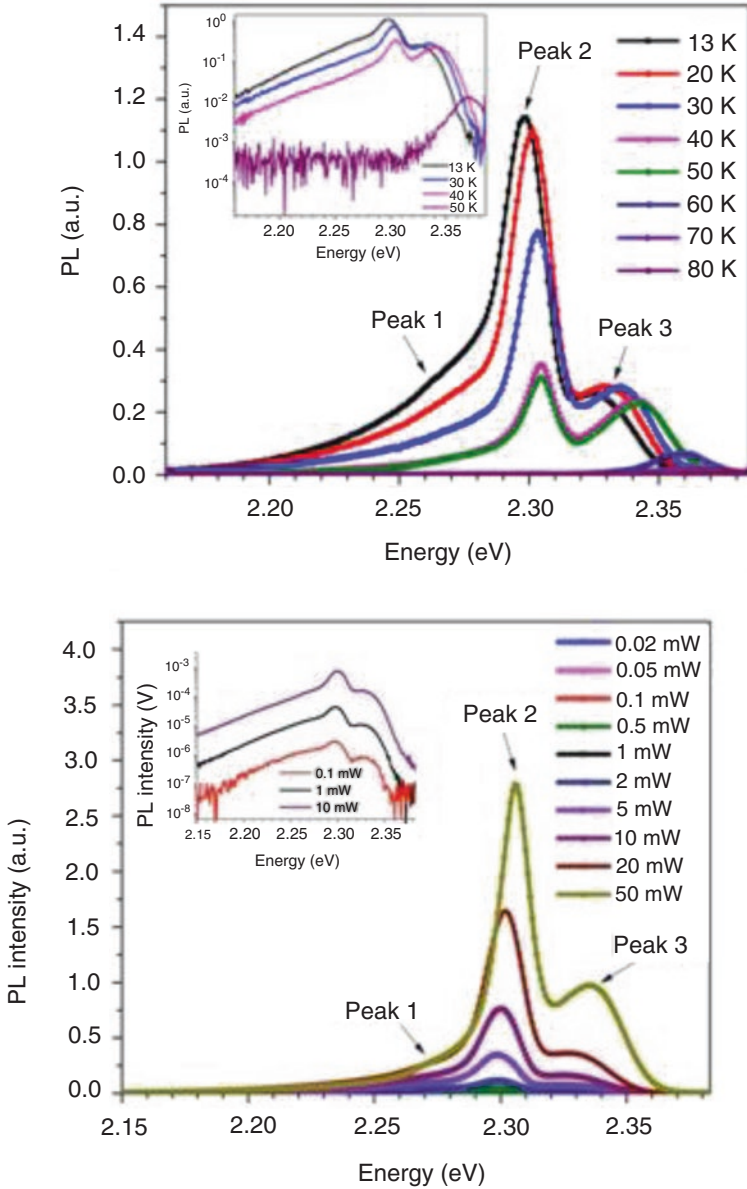 1.4
1.2
1.0
0.8
0.6
0.4
0.2
0.0
PL (a.u.)
2.20
2.25
2.30
2.35
Energy (eV)
Peak 1
Peak 2
Peak 3
13 K
20 K
30 K
40 K
50 K
60 K
70 K
80 K
10⁰
10⁻¹
10⁻²
10⁻³
10⁻⁴
PL (a.u.)
2.20
2.25
2.30
2.35
Energy (eV)
13 K
30 K
40 K
50 K
4.0
3.5
3.0
2.5
2.0
1.5
1.0
0.5
0.0
PL intensity (a.u.)
2.15
2.20
2.25
2.30
2.35
Energy (eV)
Peak 1
Peak 2
Peak 3
0.02 mW
0.05 mW
0.1 mW
0.5 mW
1 mW
2 mW
5 mW
10 mW
20 mW
50 mW
10⁻³
10⁻⁴
10⁻⁵
10⁻⁶
10⁻⁷
10⁻⁸
PL intensity (V)
2.15
2.20
2.25
2.30
2.35
Energy (eV)
0.1 mW
1 mW
10 mW